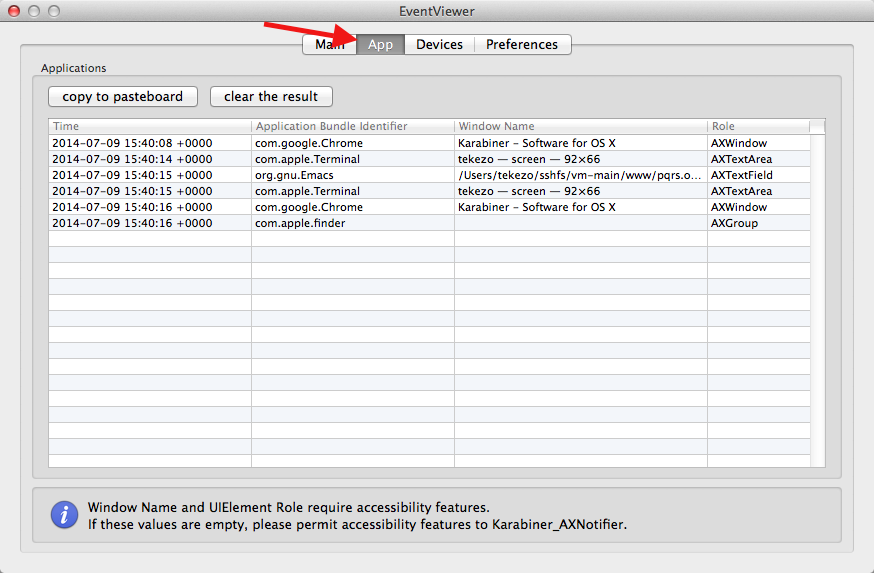 EventViewer
Main App Devices Preferences
Applications
copy to pasteboard clear the result
Time Application Bundle Identifier Window Name Role
2014-07-09 15:40:08 +0000 com.google.Chrome Karabiner - Software for OS X AXWindow
2014-07-09 15:40:14 +0000 com.apple.Terminal tekezo — screen — 92×66 AXTextArea
2014-07-09 15:40:15 +0000 org.gnu.Emacs /Users/tekezo/sshfs/vm-main/www/pqrs.o... AXTextField
2014-07-09 15:40:15 +0000 com.apple.Terminal tekezo — screen — 92×66 AXTextArea
2014-07-09 15:40:16 +0000 com.google.Chrome Karabiner - Software for OS X AXWindow
2014-07-09 15:40:16 +0000 com.apple.finder AXGroup
Window Name and UIElement Role require accessibility features.
If these values are empty, please permit accessibility features to Karabiner_AXNotifier.